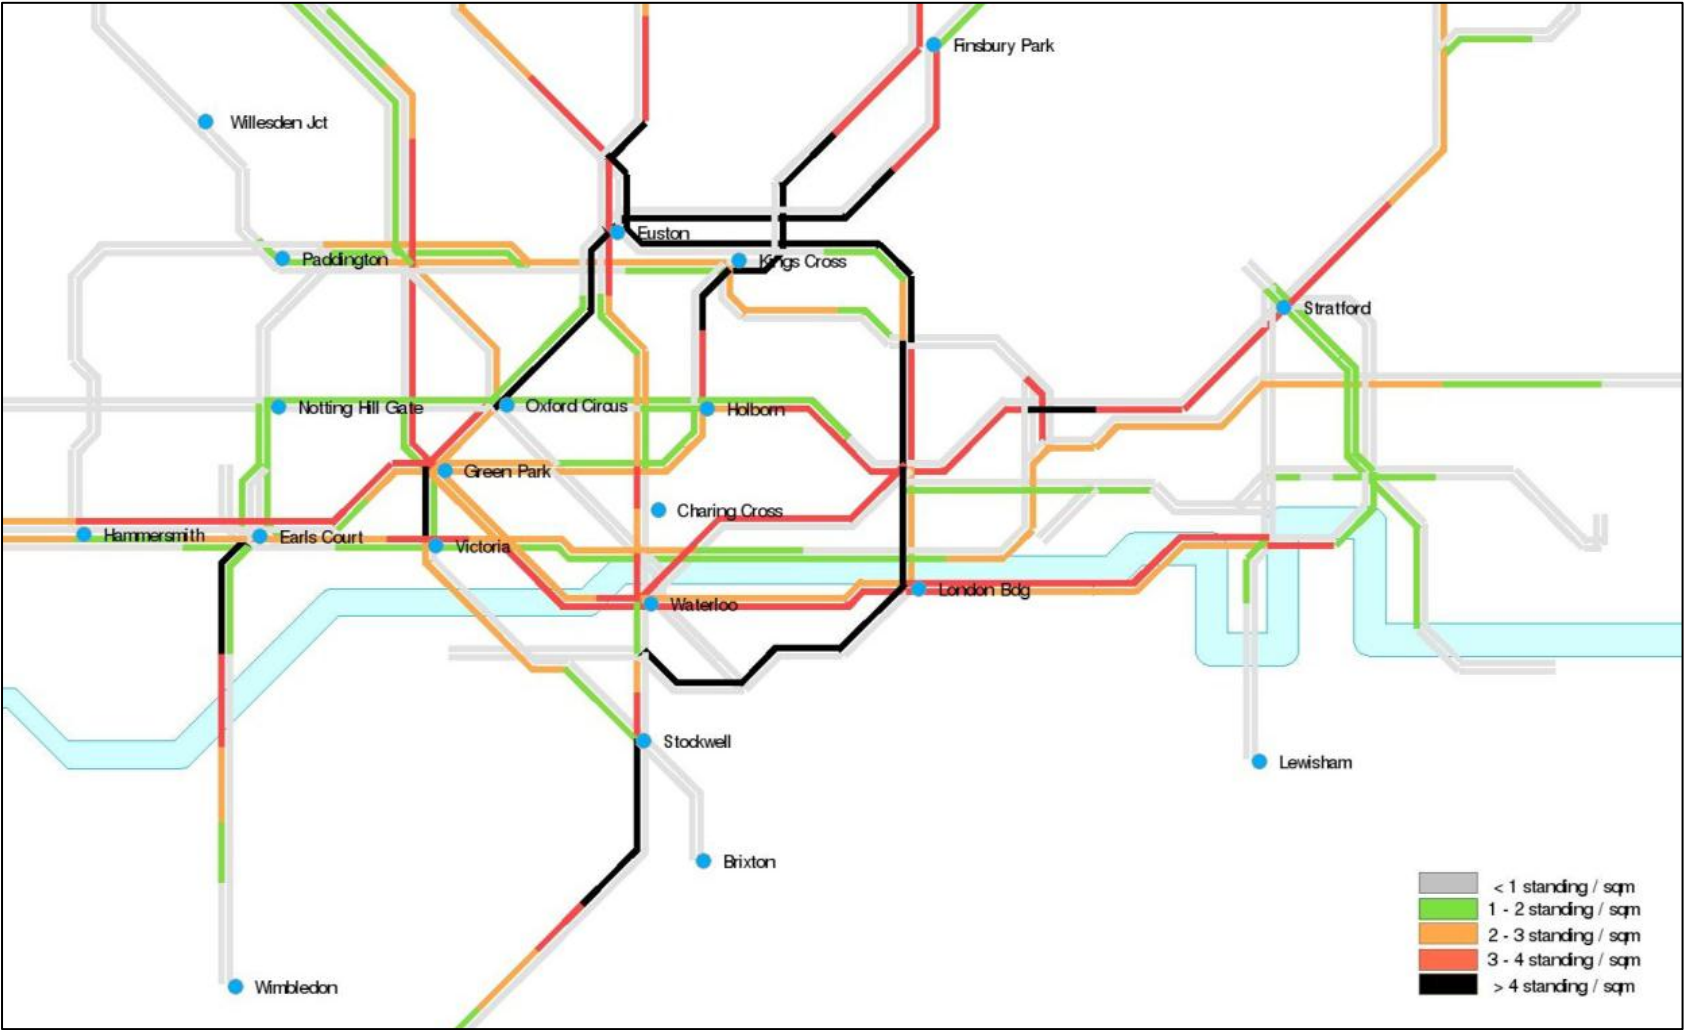 Finsbury Park
Willesden Jct
Euston
Paddington
Kings Cross
Stratford
Notting Hill Gate
Oxford Circus
Holborn
Green Park
Charing Cross
Hammersmith
Earls Court
Victoria
London Bdg
Waterloo
Stockwell
Lewisham
Brixton
Wimbledon
< 1 standing / sqm
1 - 2 standing / sqm
2 - 3 standing / sqm
3 - 4 standing / sqm
> 4 standing / sqm